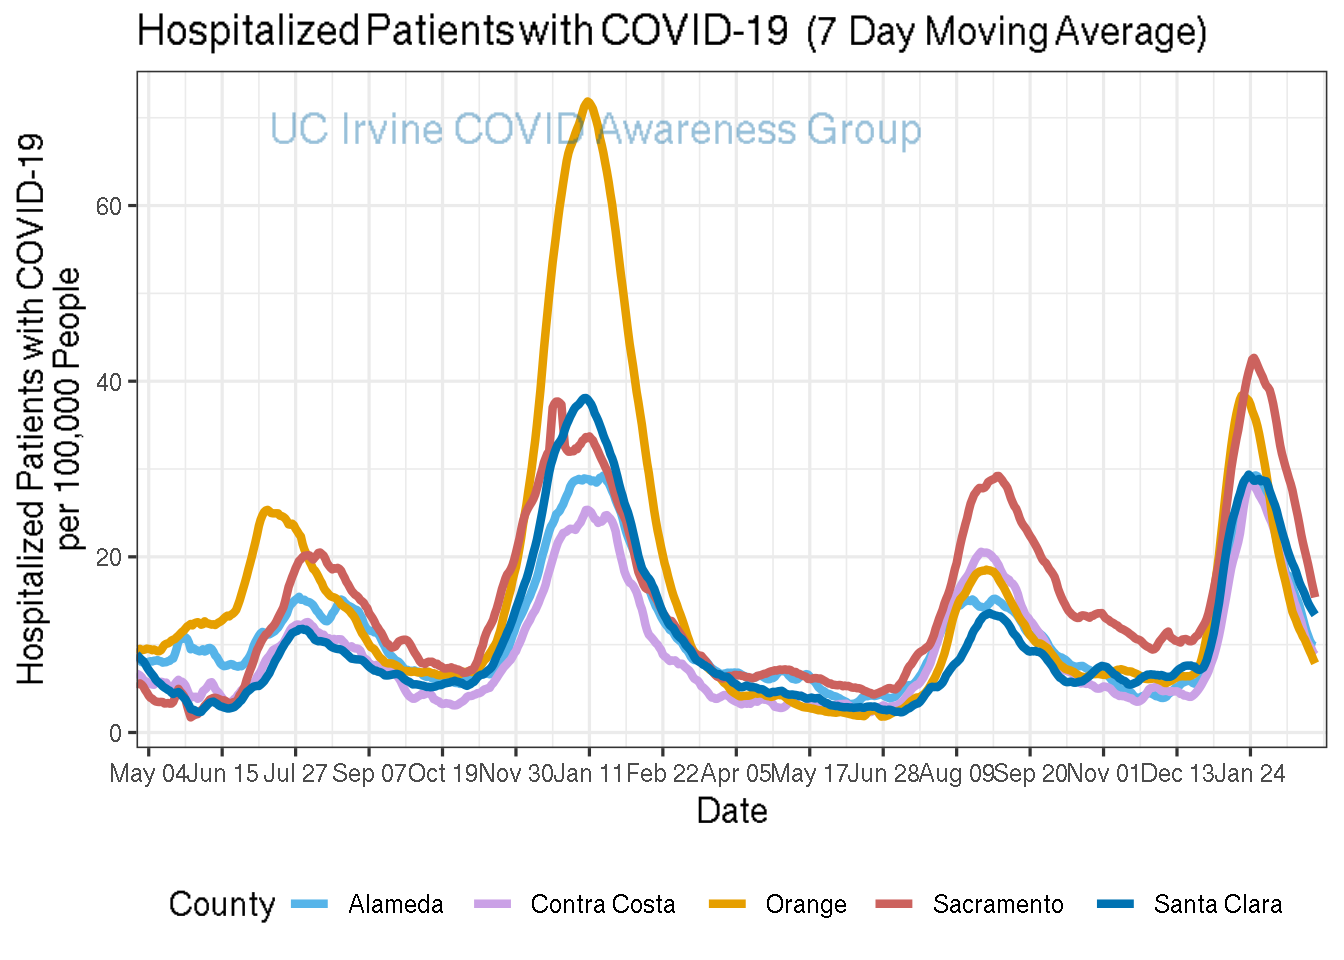 Hospitalized Patients with COVID-19 (7 Day Moving Average)
UC Irvine COVID Awareness Group
Hospitalized Patients with COVID-19
per 100,000 People
60
40
20
0
May 04 Jun 15 Jul 27 Sep 07 Oct 19 Nov 30 Jan 11 Feb 22 Apr 05 May 17 Jun 28 Aug 09 Sep 20 Nov 01 Dec 13 Jan 24
Date
County Alameda Contra Costa Orange Sacramento Santa Clara